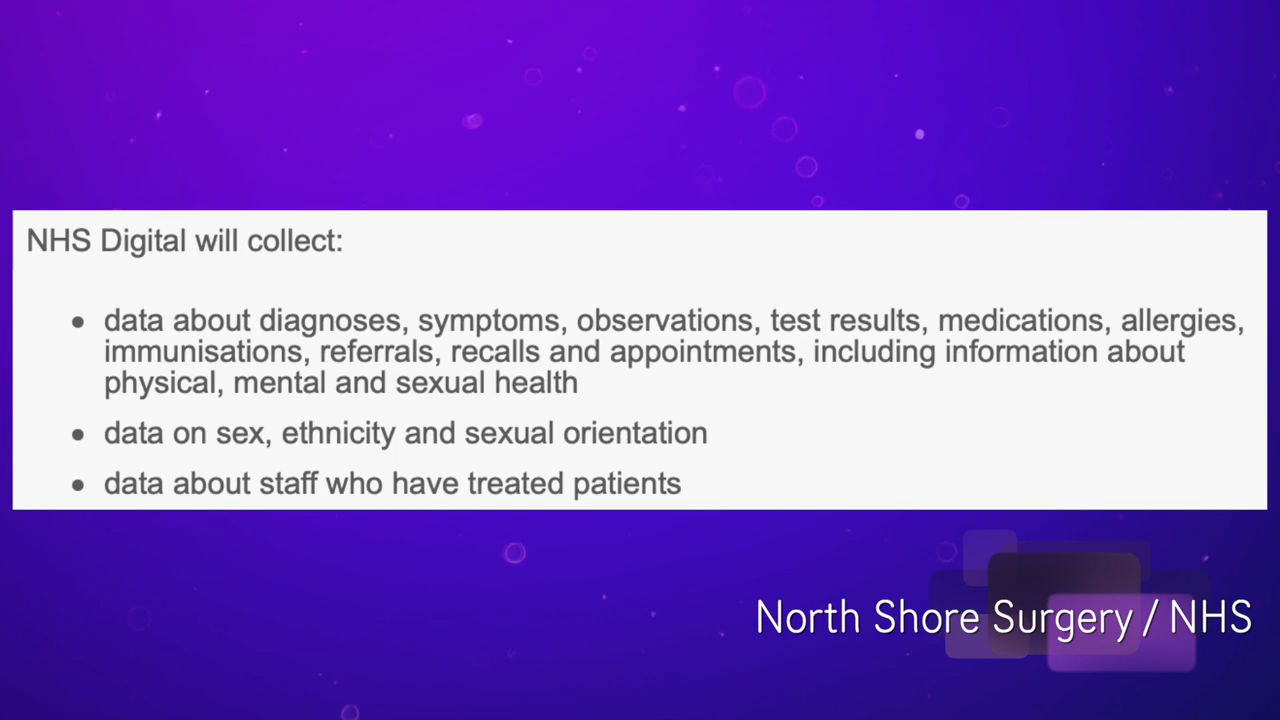 NHS Digital will collect:
• data about diagnoses, symptoms, observations, test results, medications, allergies,
immunisations, referrals, recalls and appointments, including information about
physical, mental and sexual health
• data on sex, ethnicity and sexual orientation
• data about staff who have treated patients
North Shore Surgery / NHS